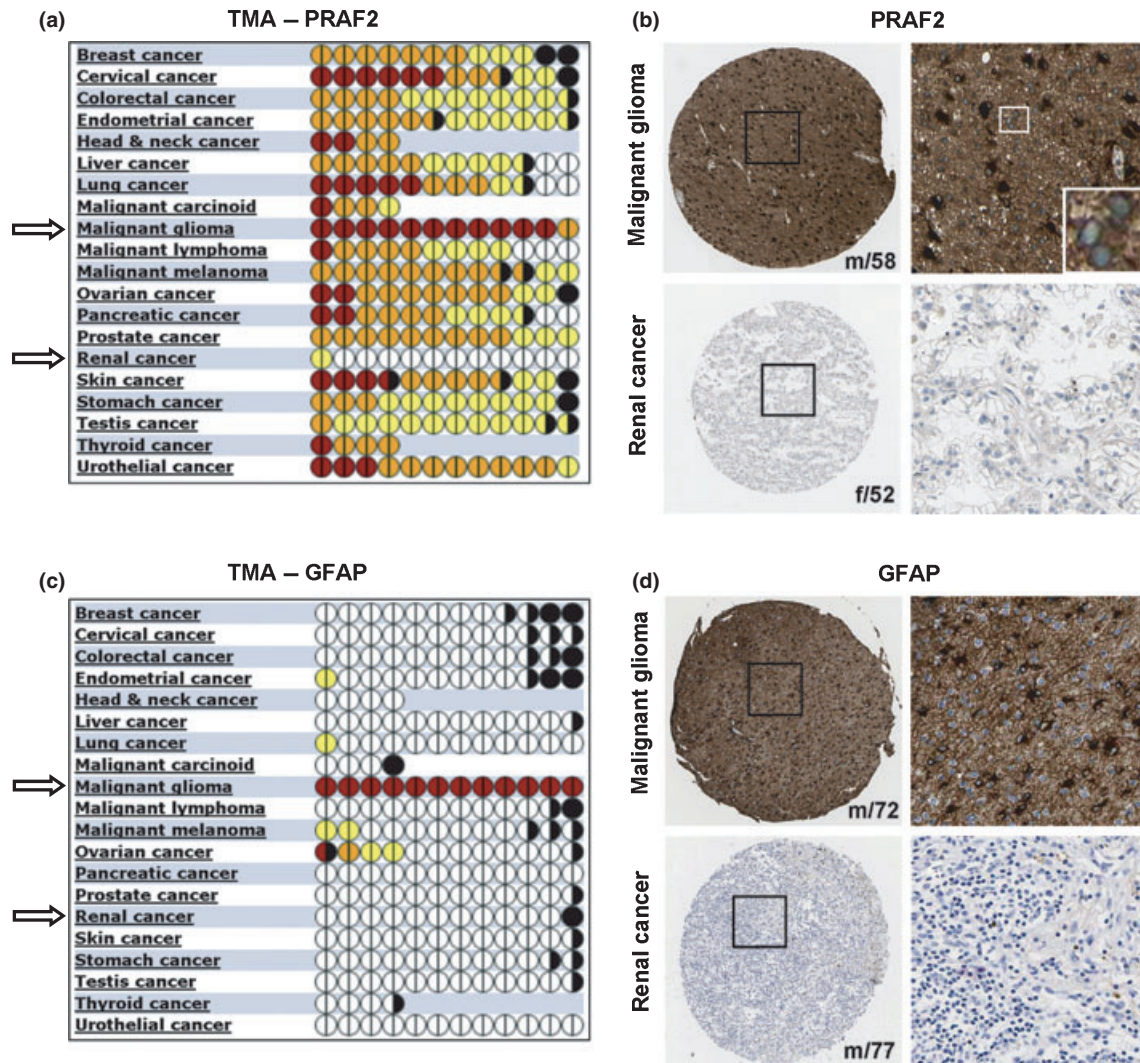 (a)
TMA – PRAF2
Breast cancer
Cervical cancer
Colorectal cancer
Endometrial cancer
Head & neck cancer
Liver cancer
Lung cancer
Malignant carcinoid
Malignant glioma
Malignant lymphoma
Malignant melanoma
Ovarian cancer
Pancreatic cancer
Prostate cancer
Renal cancer
Skin cancer
Stomach cancer
Testis cancer
Thyroid cancer
Urothelial cancer
(b)
PRAF2
Malignant glioma
m/58
Renal cancer
f/52
(c)
TMA – GFAP
Breast cancer
Cervical cancer
Colorectal cancer
Endometrial cancer
Head & neck cancer
Liver cancer
Lung cancer
Malignant carcinoid
Malignant glioma
Malignant lymphoma
Malignant melanoma
Ovarian cancer
Pancreatic cancer
Prostate cancer
Renal cancer
Skin cancer
Stomach cancer
Testis cancer
Thyroid cancer
Urothelial cancer
(d)
GFAP
Malignant glioma
m/72
Renal cancer
m/77